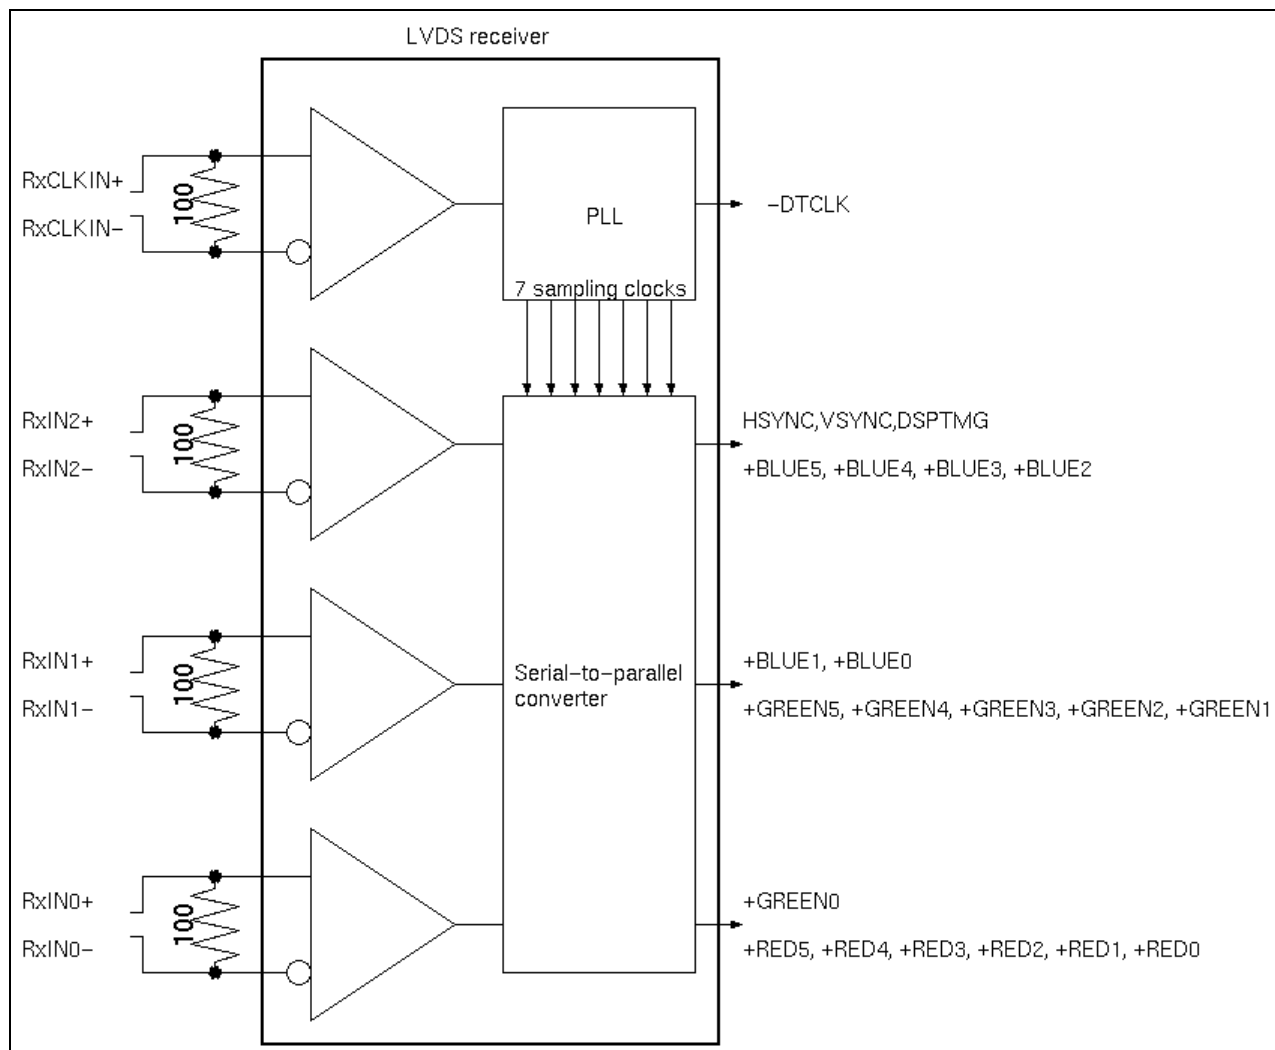 LVDS receiver
RxCLKIN+
RxCLKIN-
100
PLL
-DTCLK
7 sampling clocks
RxIN2+
RxIN2-
100
HSYNC,VSYNC,DSPTMG
+BLUE5, +BLUE4, +BLUE3, +BLUE2
RxIN1+
RxIN1-
100
Serial-to-parallel
converter
+BLUE1, +BLUE0
+GREEN5, +GREEN4, +GREEN3, +GREEN2, +GREEN1
RxIN0+
RxIN0-
100
+GREEN0
+RED5, +RED4, +RED3, +RED2, +RED1, +RED0